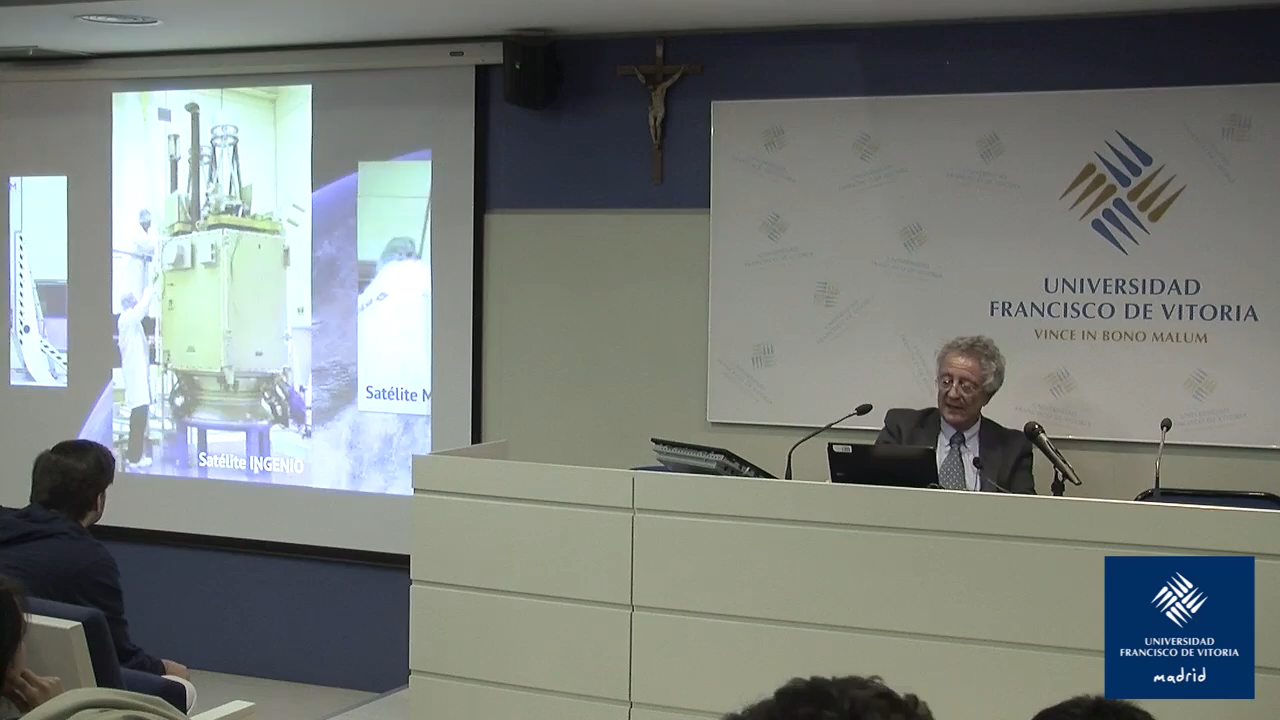 Satélite INGENIO
Satélite M
UNIVERSIDAD
FRANCISCO DE VITORIA
VINCE IN BONO MALUM
UNIVERSIDAD
FRANCISCO DE VITORIA
madrid